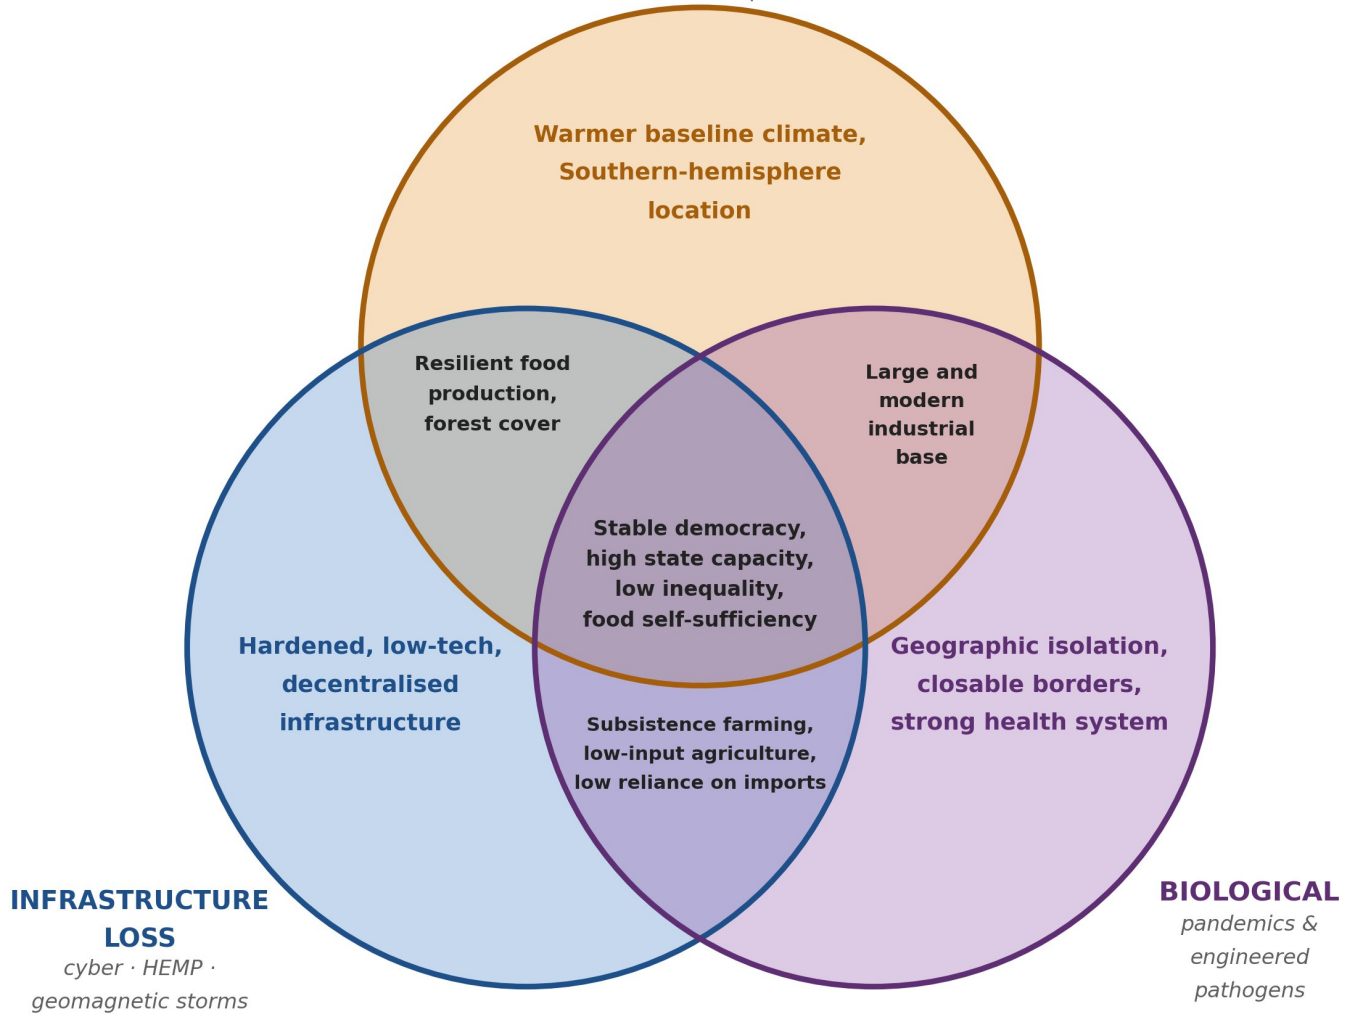 Warmer baseline climate,
Southern-hemisphere
location
Resilient food
production,
forest cover
Large and
modern
industrial
base
Stable democracy,
high state capacity,
low inequality,
food self-sufficiency
Hardened, low-tech,
decentralised
infrastructure
Geographic isolation,
closable borders,
strong health system
Subsistence farming,
low-input agriculture,
low reliance on imports
INFRASTRUCTURE
LOSS
cyber · HEMP ·
geomagnetic storms
BIOLOGICAL
pandemics &
engineered
pathogens